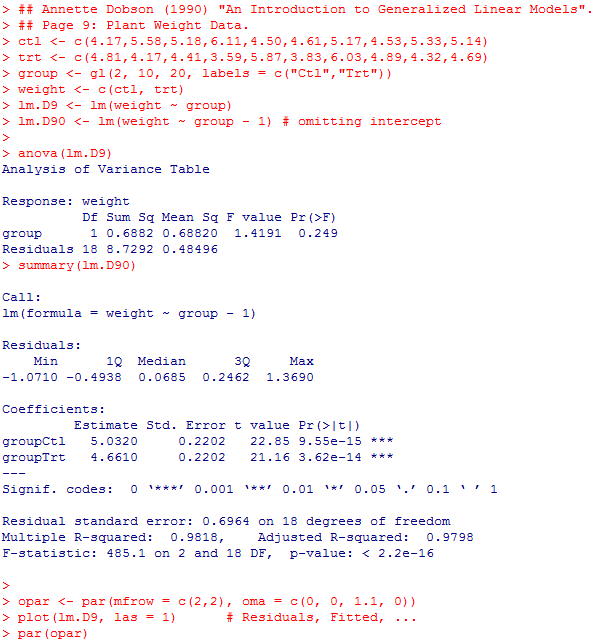 > ## Annette Dobson (1990) "An Introduction to Generalized Linear Models".
> ## Page 9: Plant Weight Data.
> ctl <- c(4.17,5.58,5.18,6.11,4.50,4.61,5.17,4.53,5.33,5.14)
> trt <- c(4.81,4.17,4.41,3.59,5.87,3.83,6.03,4.89,4.32,4.69)
> group <- gl(2, 10, 20, labels = c("Ctl","Trt"))
> weight <- c(ctl, trt)
> lm.D9 <- lm(weight ~ group)
> lm.D90 <- lm(weight ~ group - 1) # omitting intercept
>
> anova(lm.D9)
Analysis of Variance Table

Response: weight
          Df Sum Sq Mean Sq F value Pr(>F)
group      1 0.6882 0.68820  1.4191  0.249
Residuals 18 8.7292 0.48496
> summary(lm.D90)

Call:
lm(formula = weight ~ group - 1)

Residuals:
    Min      1Q  Median      3Q     Max
-1.0710 -0.4938  0.0685  0.2462  1.3690

Coefficients:
         Estimate Std. Error t value Pr(>|t|)
groupCtl   5.0320     0.2202   22.85 9.55e-15 ***
groupTrt   4.6610     0.2202   21.16 3.62e-14 ***
---
Signif. codes:  0 ‘***’ 0.001 ‘**’ 0.01 ‘*’ 0.05 ‘.’ 0.1 ‘ ’ 1

Residual standard error: 0.6964 on 18 degrees of freedom
Multiple R-squared:  0.9818,    Adjusted R-squared:  0.9798
F-statistic: 485.1 on 2 and 18 DF,  p-value: < 2.2e-16

>
> opar <- par(mfrow = c(2,2), oma = c(0, 0, 1.1, 0))
> plot(lm.D9, las = 1)      # Residuals, Fitted, ...
> par(opar)